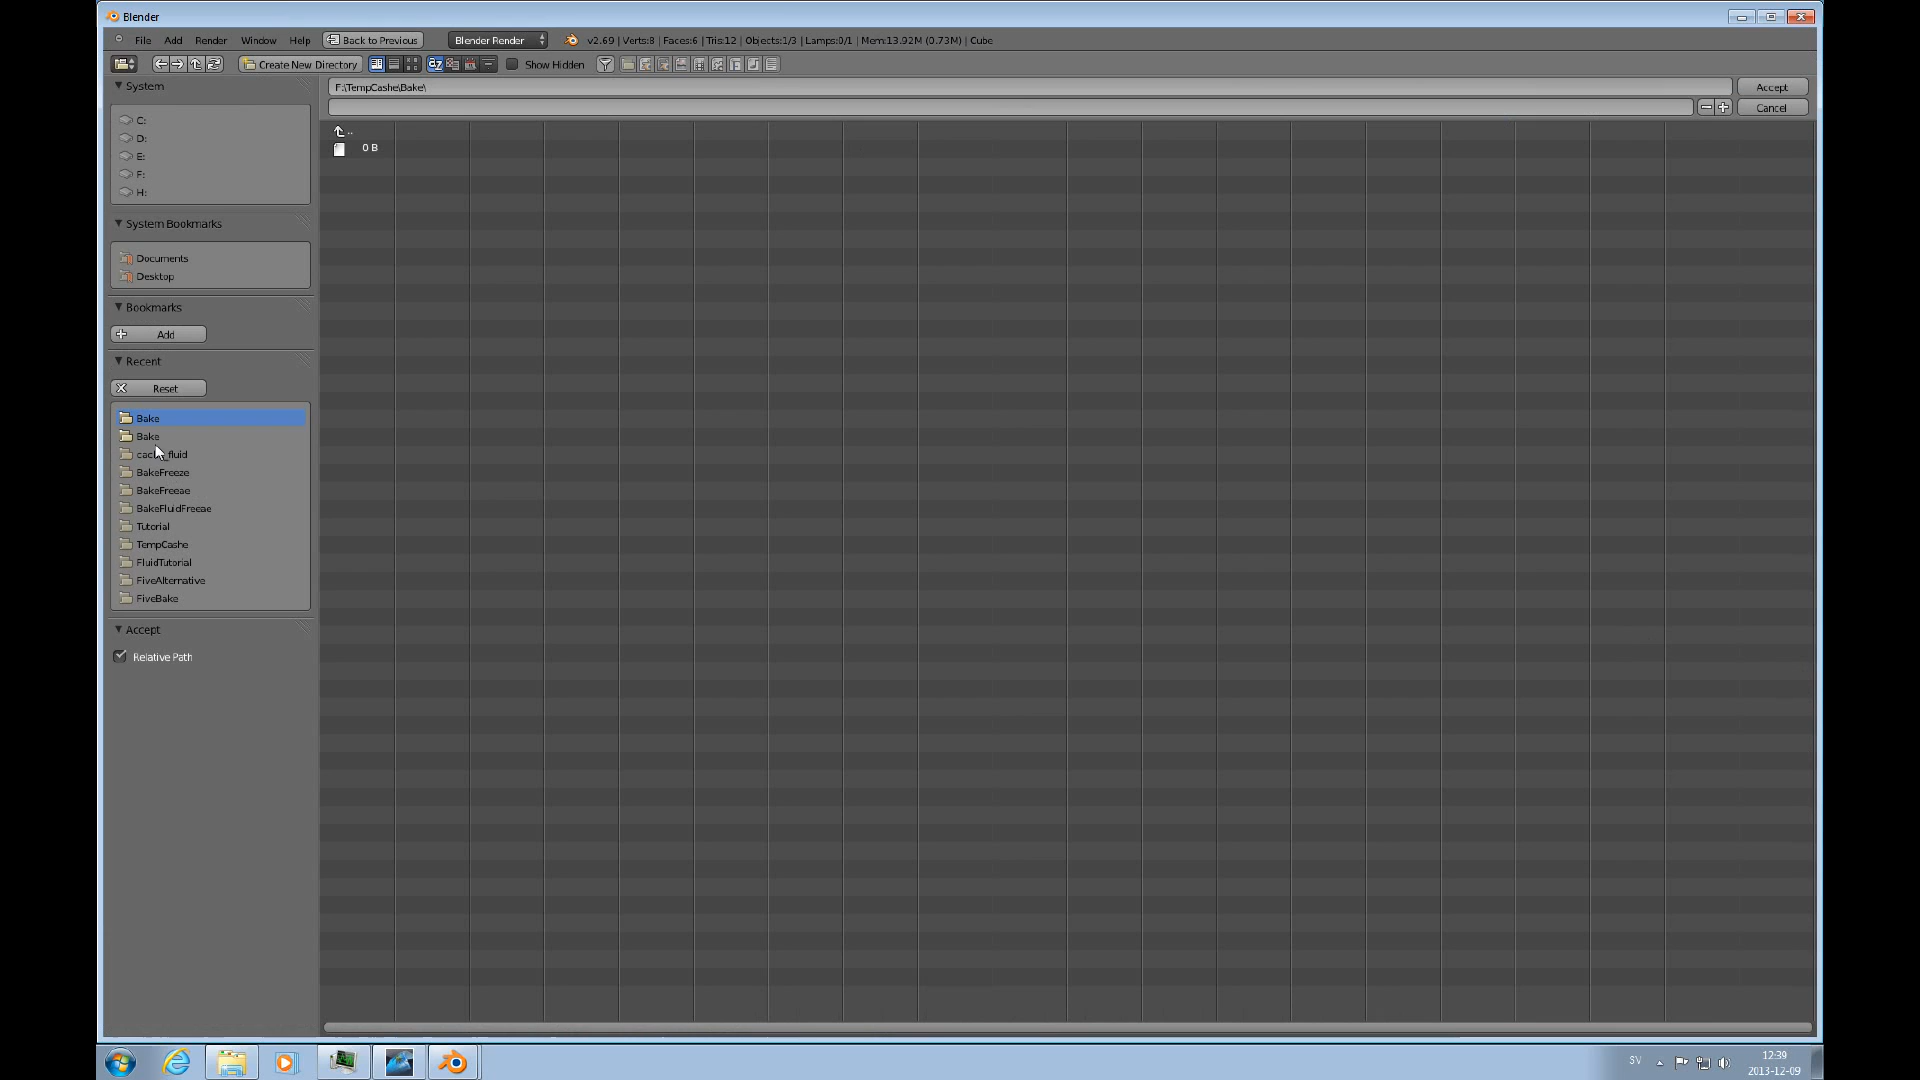 Blender
File Add Render Window Help Back to Previous Blender Render v2.69 | Verts:8 | Faces:6 | Tris:12 | Objects:1/3 | Lamps:0/1 | Mem:13.92M (0.73M) | Cube
Create New Directory Show Hidden
System
F:\TempCashe\Bake\ Accept
Cancel
..
0 B
C:
D:
E:
F:
H:
System Bookmarks
Documents
Desktop
Bookmarks
Add
Recent
Reset
Bake
Bake
BakeFreeze
BakeFreeae
BakeFluidFreeae
Tutorial
TempCashe
FluidTutorial
FiveAlternative
FiveBake
Accept
Relative Path
SV 12:39
2013-12-09